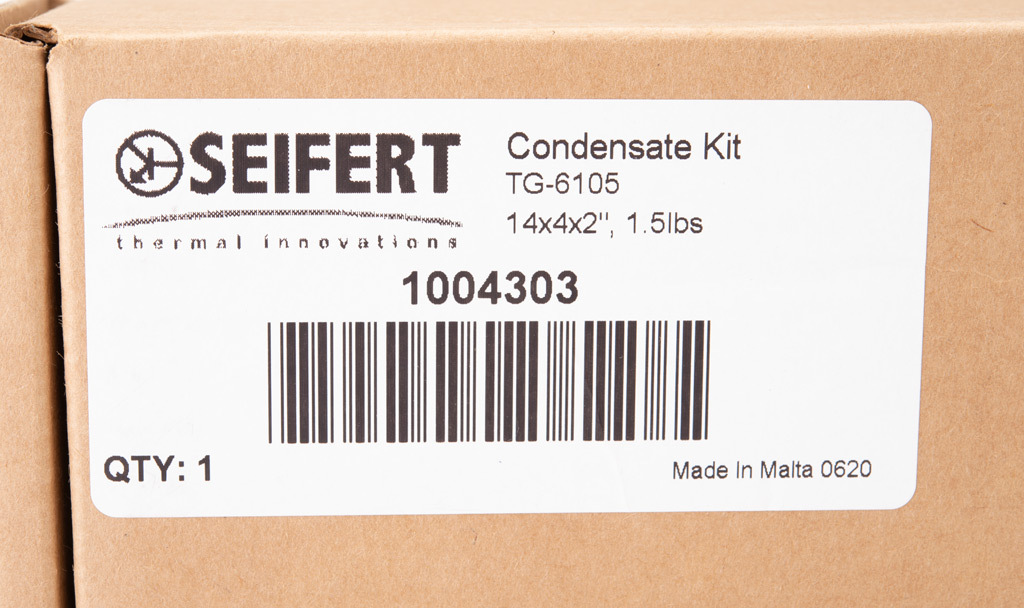 SEIFERT
thermal innovations
Condensate Kit
TG-6105
14x4x2", 1.5lbs
1004303
QTY: 1
Made In Malta 0620